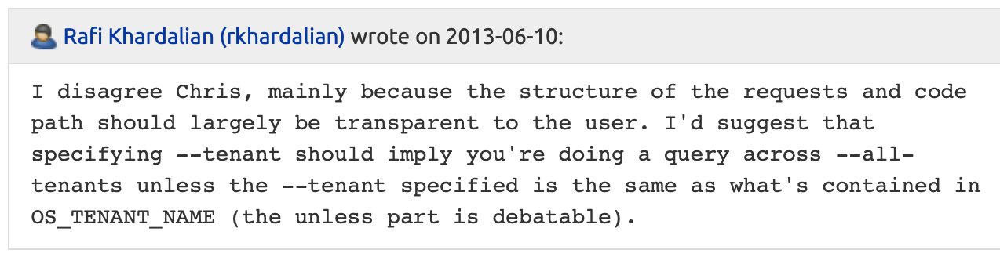 Rafi Khardalian (rkhardalian) wrote on 2013-06-10:
I disagree Chris, mainly because the structure of the requests and code
path should largely be transparent to the user. I'd suggest that
specifying --tenant should imply you're doing a query across --all-
tenants unless the --tenant specified is the same as what's contained in
OS_TENANT_NAME (the unless part is debatable).